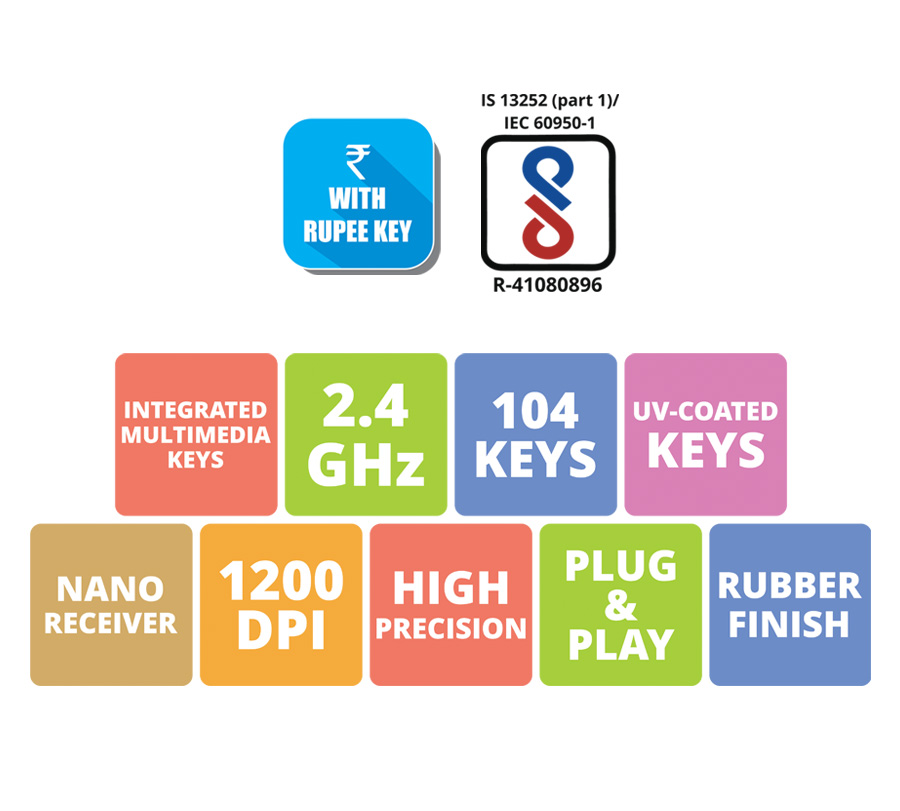 IS 13252 (part 1)/
IEC 60950-1
₹
WITH
RUPEE KEY
R-41080896
INTEGRATED
MULTIMEDIA
KEYS
2.4
GHz
104
KEYS
UV-COATED
KEYS
NANO
RECEIVER
1200
DPI
HIGH
PRECISION
PLUG
&
PLAY
RUBBER
FINISH